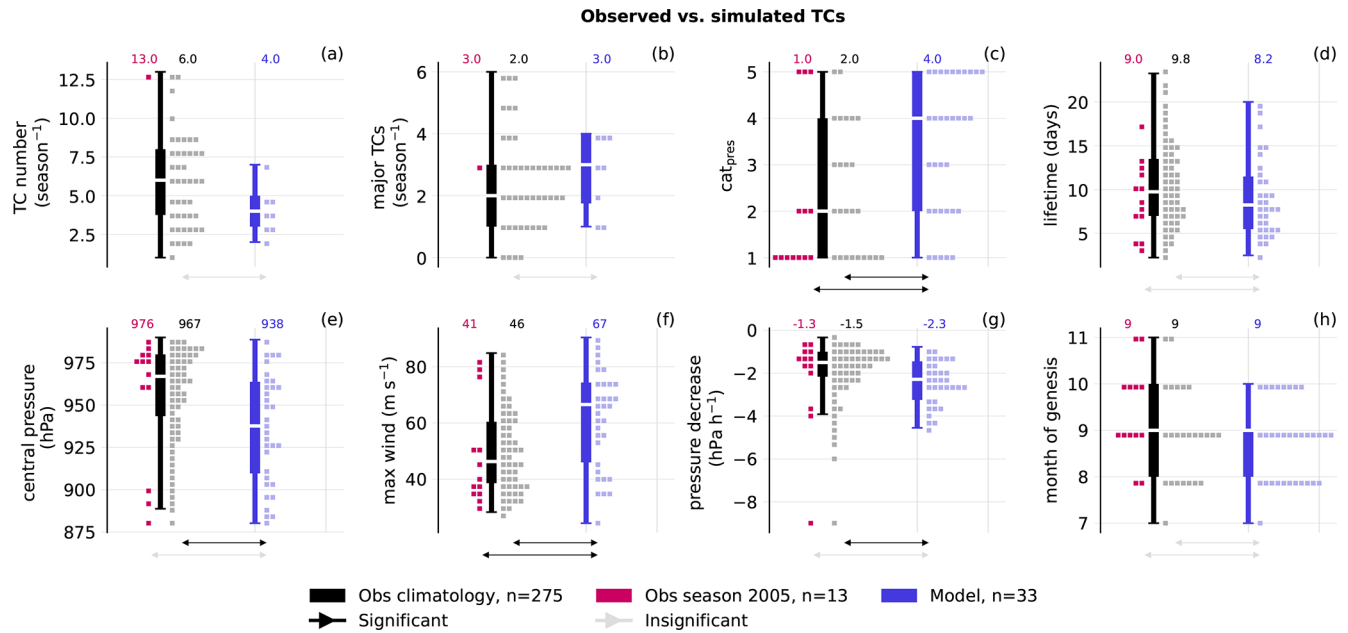 Observed vs. simulated TCs
(a)
13.0 6.0 4.0
TC number
(season⁻¹)
12.5
10.0
7.5
5.0
2.5
(b)
3.0 2.0 3.0
major TCs
(season⁻¹)
6
4
2
0
(c)
1.0 2.0 4.0
cat_pres
5
4
3
2
1
(d)
9.0 9.8 8.2
lifetime (days)
20
15
10
5
(e)
976 967 938
central pressure
(hPa)
975
950
925
900
875
(f)
41 46 67
max wind (m s⁻¹)
80
60
40
(g)
-1.3 -1.5 -2.3
pressure decrease
(hPa h⁻¹)
0
−2
−4
−6
−8
(h)
9 9 9
month of genesis
11
10
9
8
7
Obs climatology, n=275 Obs season 2005, n=13 Model, n=33
Significant Insignificant